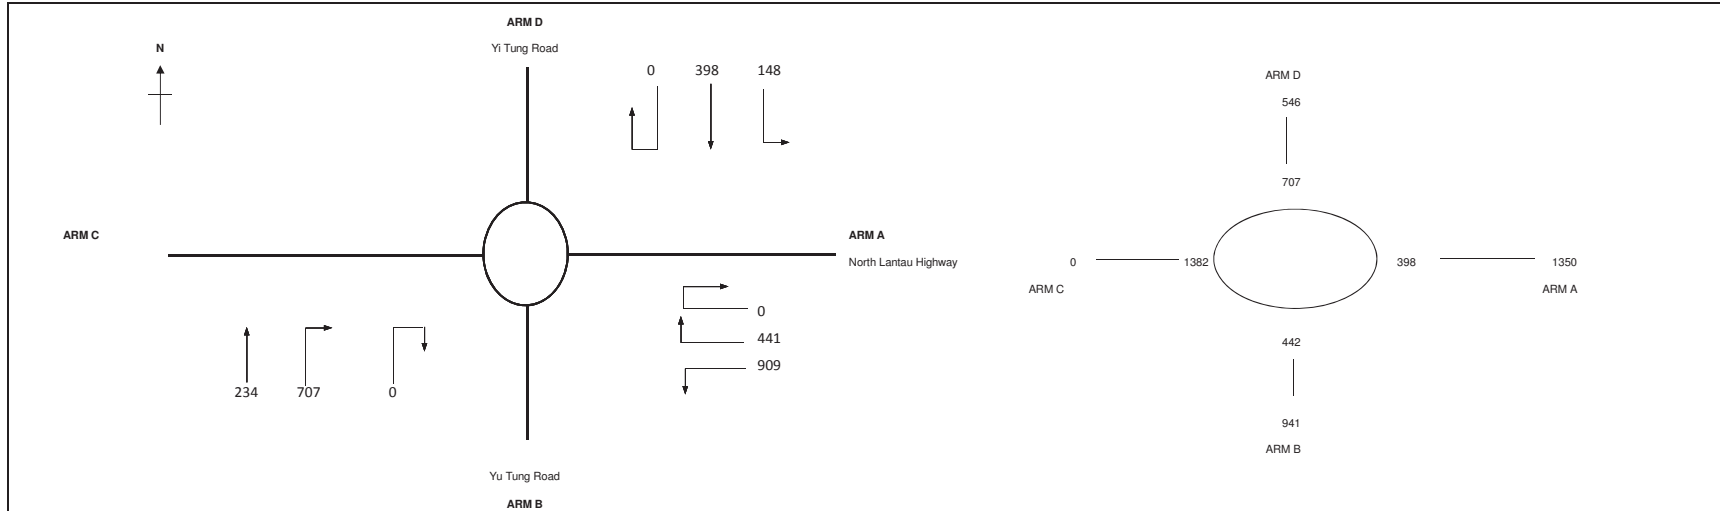 ARM D
Yi Tung Road
N
0 398 148
ARM C
ARM A
North Lantau Highway
0
441
909
234 707 0
Yu Tung Road
ARM B
ARM D
546
707
0 1382 398 1350
ARM C ARM A
442
941
ARM B